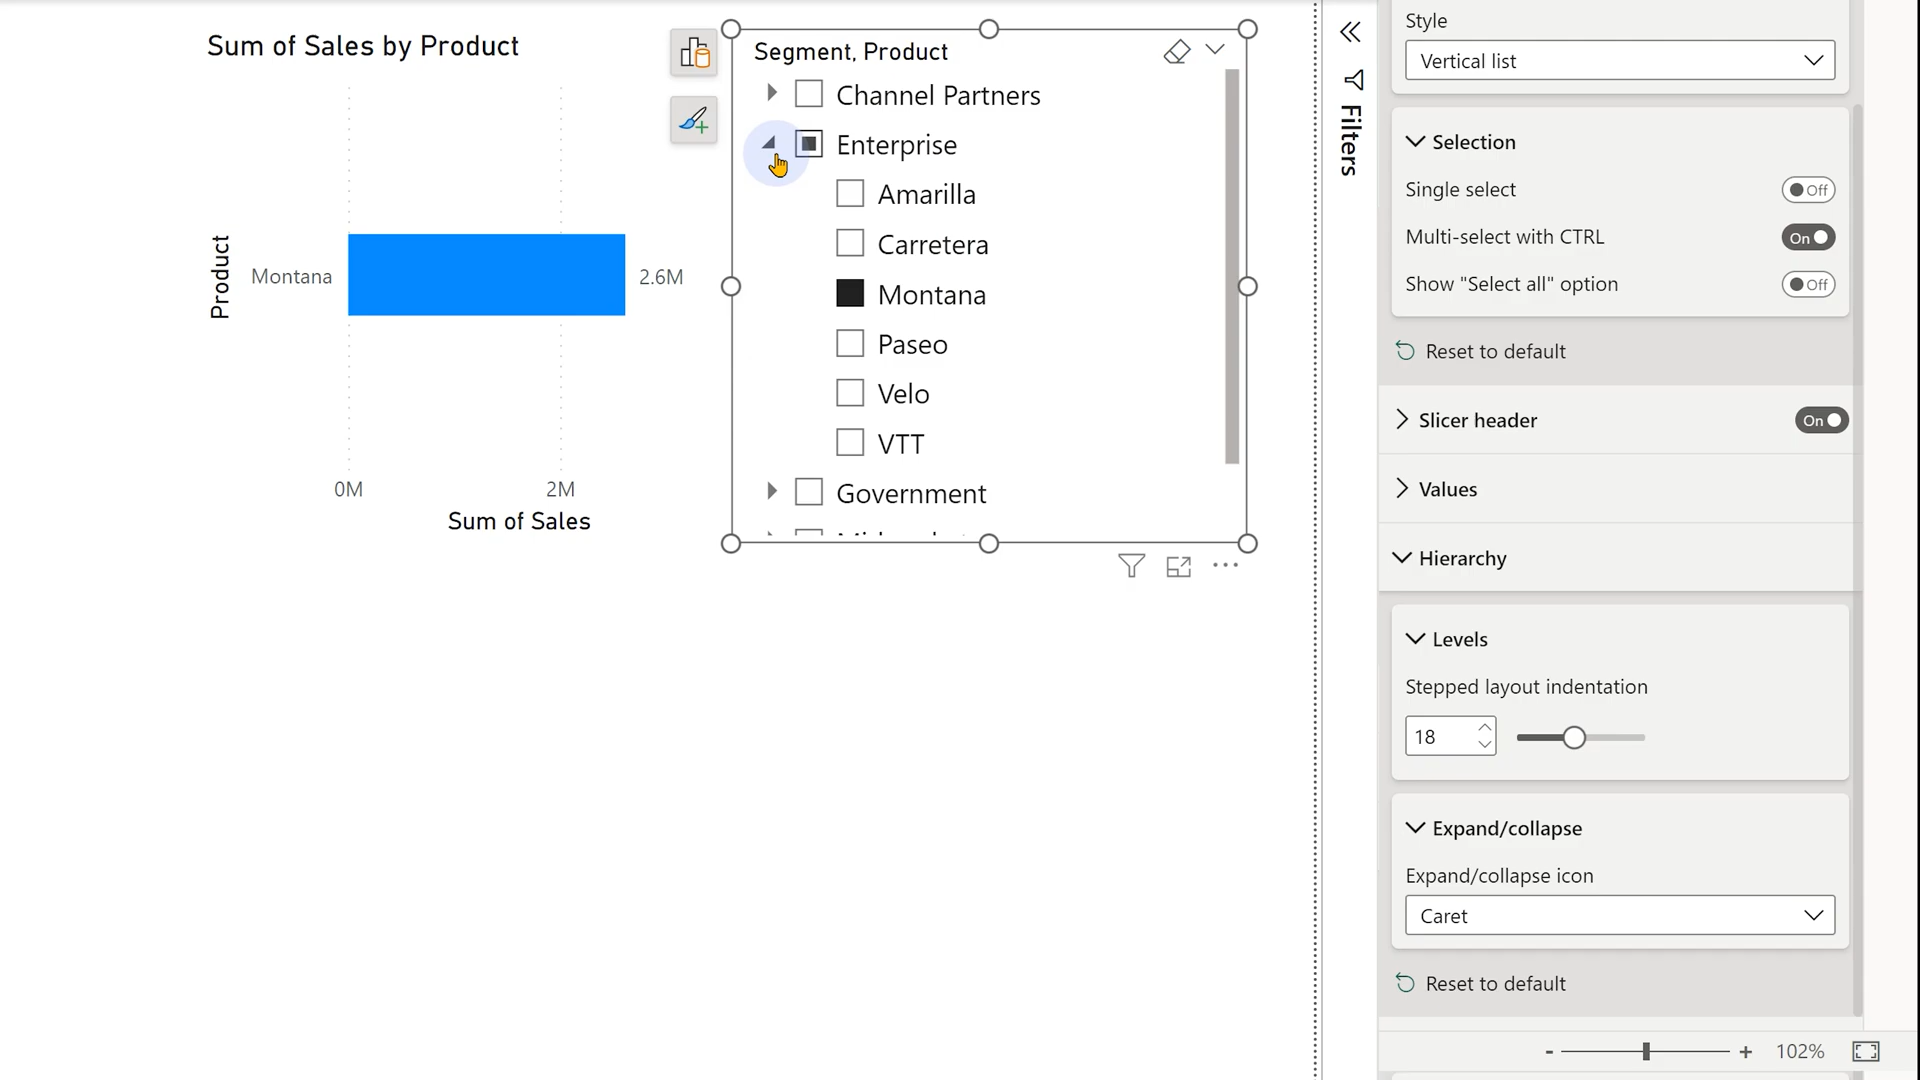 Sum of Sales by Product
Product
Montana
2.6M
0M
2M
Sum of Sales
Segment, Product
Channel Partners
Enterprise
Amarilla
Carretera
Montana
Paseo
Velo
VTT
Government
Filters
Style
Vertical list
Selection
Single select
Off
Multi-select with CTRL
On
Show "Select all" option
Off
Reset to default
Slicer header
On
Values
Hierarchy
Levels
Stepped layout indentation
18
Expand/collapse
Expand/collapse icon
Caret
Reset to default
- + 102%